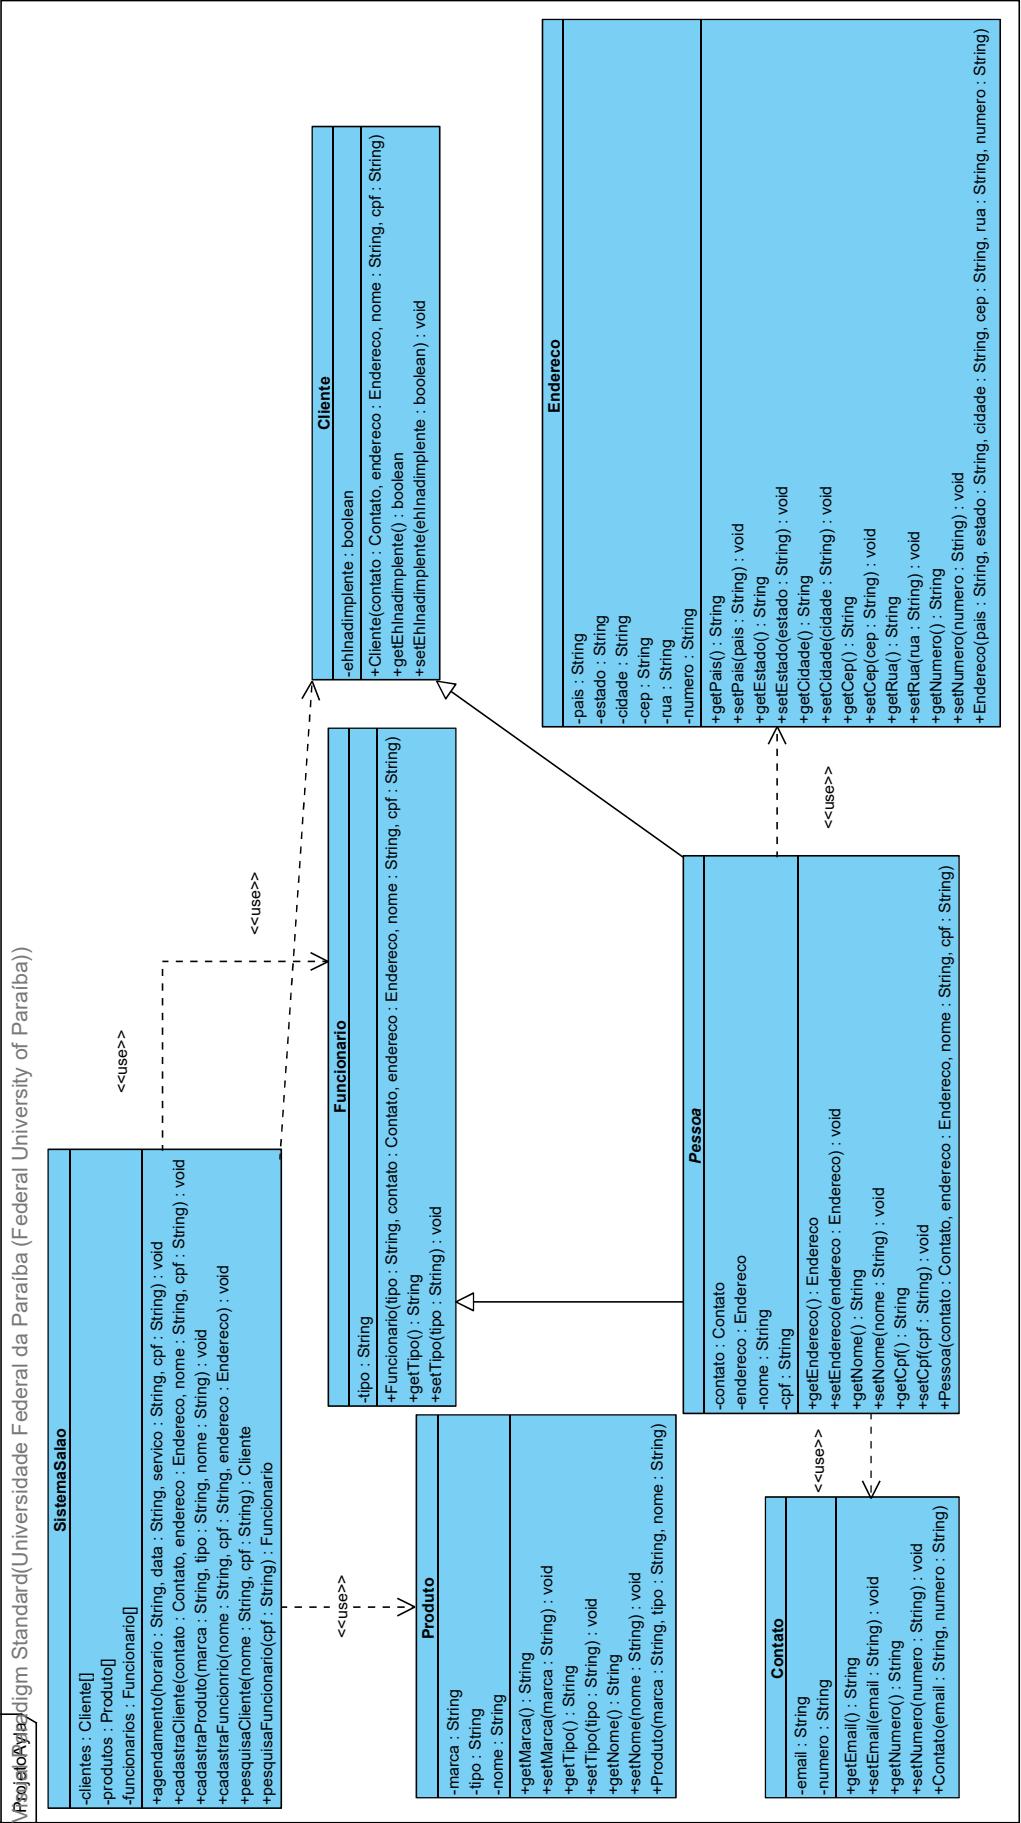 Visual Paradigm Standard(Universidade Federal da Paraíba (Federal University of Paraíba))
ProjetoAyla
SistemaSalao
-clientes : Cliente[]
-produtos : Produto[]
-funcionarios : Funcionario[]
+agendamento(horario : String, data : String, servico : String, cpf : String) : void
+cadastraCliente(contato : Contato, endereco : Endereco, nome : String, cpf : String) : void
+cadastraProduto(marca : String, tipo : String, nome : String) : void
+cadastraFuncionrio(nome : String, cpf : String, endereco : Endereco) : void
+pesquisaCliente(nome : String, cpf : String) : Cliente
+pesquisaFuncionario(cpf : String) : Funcionario
<<use>>
<<use>>
<<use>>
Cliente
-ehInadimplente : boolean
+Cliente(contato : Contato, endereco : Endereco, nome : String, cpf : String)
+getEhInadimplente() : boolean
+setEhInadimplente(ehInadimplente : boolean) : void
Funcionario
-tipo : String
+Funcionario(tipo : String, contato : Contato, endereco : Endereco, nome : String, cpf : String)
+getTipo() : String
+setTipo(tipo : String) : void
Produto
-marca : String
-tipo : String
-nome : String
+getMarca() : String
+setMarca(marca : String) : void
+getTipo() : String
+setTipo(tipo : String) : void
+getNome() : String
+setNome(nome : String) : void
+Produto(marca : String, tipo : String, nome : String)
Endereco
-pais : String
-estado : String
-cidade : String
-cep : String
-rua : String
-numero : String
+getPais() : String
+setPais(pais : String) : void
+getEstado() : String
+setEstado(estado : String) : void
+getCidade() : String
+setCidade(cidade : String) : void
+getCep() : String
+setCep(cep : String) : void
+getRua() : String
+setRua(rua : String) : void
+getNumero() : String
+setNumero(numero : String) : void
+Endereco(pais : String, estado : String, cidade : String, cep : String, rua : String, numero : String)
Pessoa
-contato : Contato
-endereco : Endereco
-nome : String
-cpf : String
+getEndereco() : Endereco
+setEndereco(endereco : Endereco) : void
+getNome() : String
+setNome(nome : String) : void
+getCpf() : String
+setCpf(cpf : String) : void
+Pessoa(contato : Contato, endereco : Endereco, nome : String, cpf : String)
<<use>>
<<use>>
Contato
-email : String
-numero : String
+getEmail() : String
+setEmail(email : String) : void
+getNumero() : String
+setNumero(numero : String) : void
+Contato(email : String, numero : String)